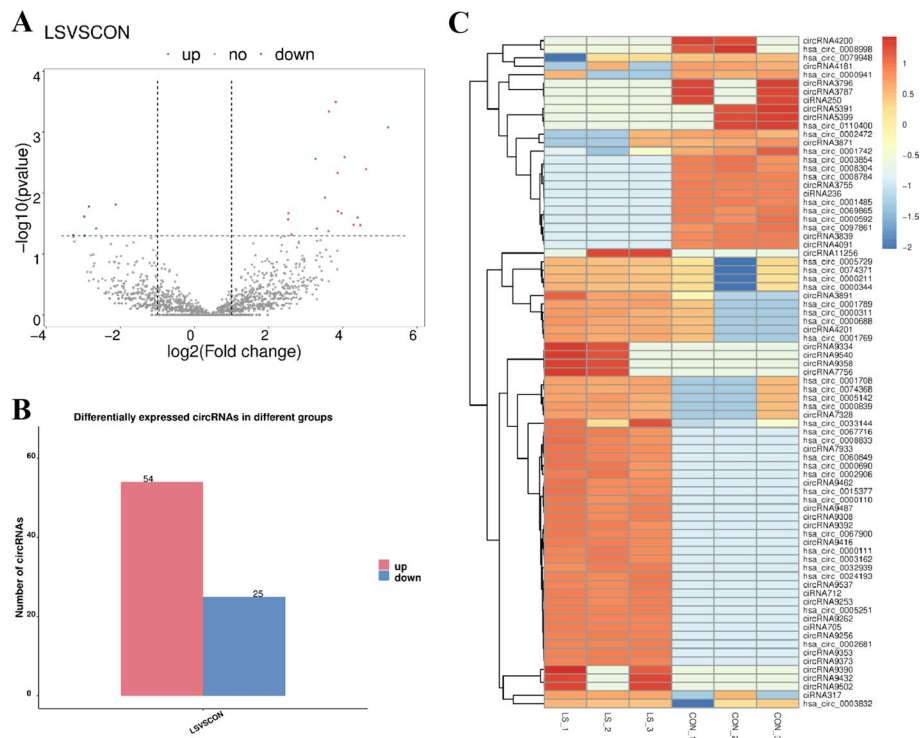 A
LSVSCON
up no down
4
3
2
1
0
−4 −2 0 2 4 6
−log10(pvalue)
log2(Fold change)
B
Differentially expressed circRNAs in different groups
60
40
20
0
54
25
Number of circRNAs
LSVSCON
up
down
C
circRNA4200
hsa_circ_0008998
hsa_circ_0079948
circRNA4181
hsa_circ_0000941
circRNA3796
circRNA3787
ciRNA250
circRNA5391
circRNA5399
hsa_circ_0110400
hsa_circ_0002472
circRNA3871
hsa_circ_0001742
hsa_circ_0003854
hsa_circ_0008304
hsa_circ_0008784
circRNA3755
ciRNA236
hsa_circ_0001485
hsa_circ_0069865
hsa_circ_0000592
hsa_circ_0097861
circRNA3839
circRNA4091
circRNA11256
hsa_circ_0005729
hsa_circ_0074371
hsa_circ_0000211
hsa_circ_0000344
circRNA3891
hsa_circ_0001789
hsa_circ_0000311
hsa_circ_0000688
circRNA4201
hsa_circ_0001769
circRNA9334
circRNA9540
circRNA9358
circRNA7756
hsa_circ_0001708
hsa_circ_0074368
hsa_circ_0005142
hsa_circ_0000839
circRNA7328
hsa_circ_0033144
hsa_circ_0067716
hsa_circ_0008833
circRNA7933
hsa_circ_0060849
hsa_circ_0000690
hsa_circ_0002906
circRNA9462
hsa_circ_0015377
hsa_circ_0000110
circRNA9487
circRNA9308
circRNA9392
hsa_circ_0067900
circRNA9416
hsa_circ_0000111
hsa_circ_0003162
hsa_circ_0032939
hsa_circ_0024193
circRNA9537
ciRNA712
circRNA9253
hsa_circ_0005251
circRNA9262
ciRNA705
circRNA9256
hsa_circ_0002681
circRNA9353
circRNA9373
circRNA9390
circRNA9432
circRNA9502
ciRNA317
hsa_circ_0003832
LS_1 LS_2 LS_3 CON_1 CON_2 CON_3
1
0.5
0
−0.5
−1
−1.5
−2